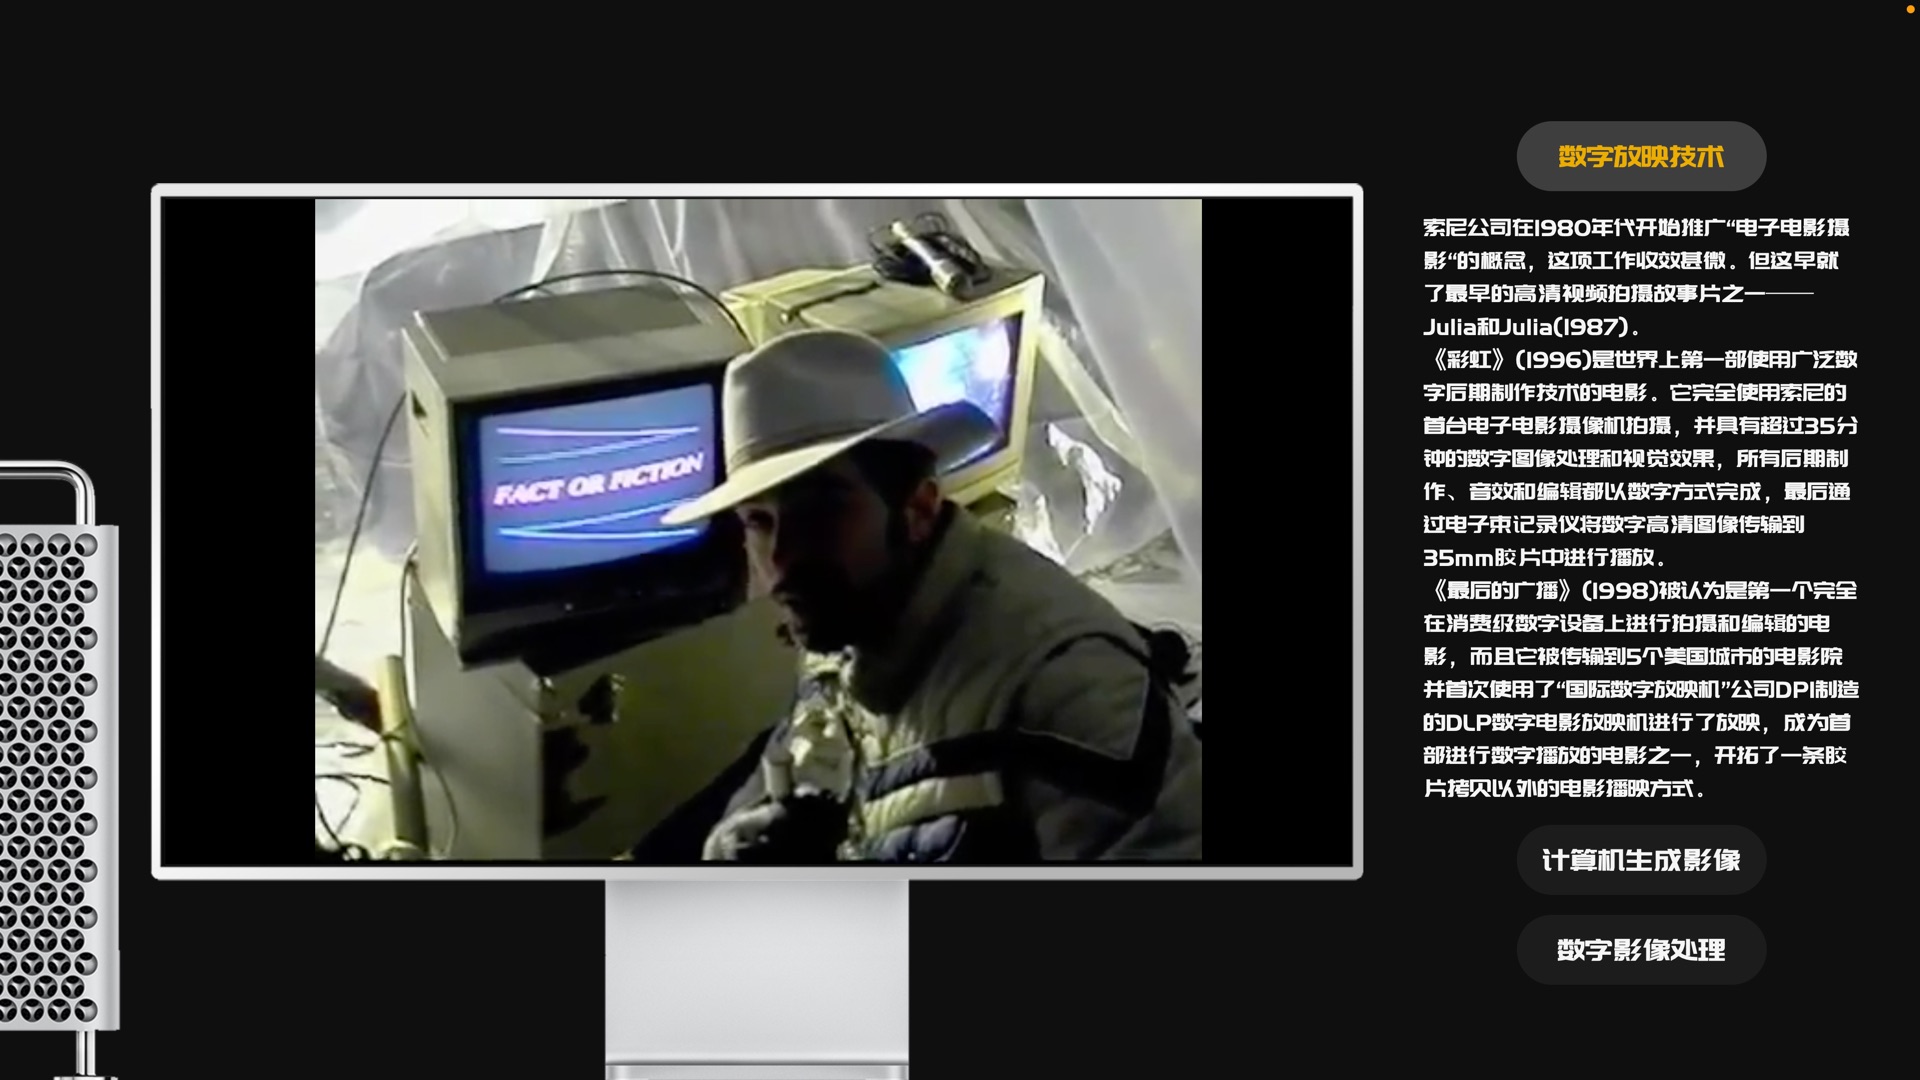 FACT OR FICTION
数字放映技术
索尼公司在1980年代开始推广“电子电影摄
影“的概念，这项工作收效甚微。但这早就
了最早的高清视频拍摄故事片之一——
Julia和Julia(1987)。
《彩虹》(1996)是世界上第一部使用广泛数
字后期制作技术的电影。它完全使用索尼的
首台电子电影摄像机拍摄，并具有超过35分
钟的数字图像处理和视觉效果，所有后期制
作、音效和编辑都以数字方式完成，最后通
过电子束记录仪将数字高清图像传输到
35mm胶片中进行播放。
《最后的广播》(1998)被认为是第一个完全
在消费级数字设备上进行拍摄和编辑的电
影，而且它被传输到5个美国城市的电影院
并首次使用了“国际数字放映机”公司DPI制造
的DLP数字电影放映机进行了放映，成为首
部进行数字播放的电影之一，开拓了一条胶
片拷贝以外的电影播映方式。
计算机生成影像
数字影像处理